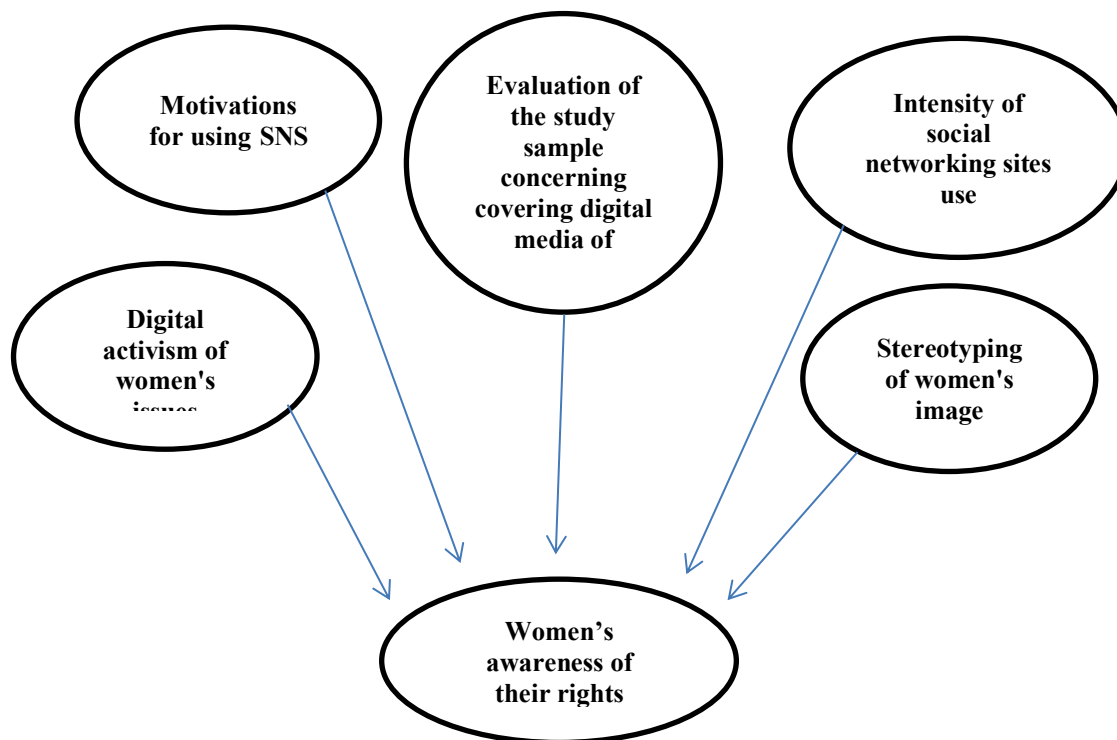 Motivations
for using SNS
Evaluation of
the study
sample
concerning
covering digital
media of
Intensity of
social
networking sites
use
Digital
activism of
women's
issues
Stereotyping
of women's
image
Women’s
awareness of
their rights